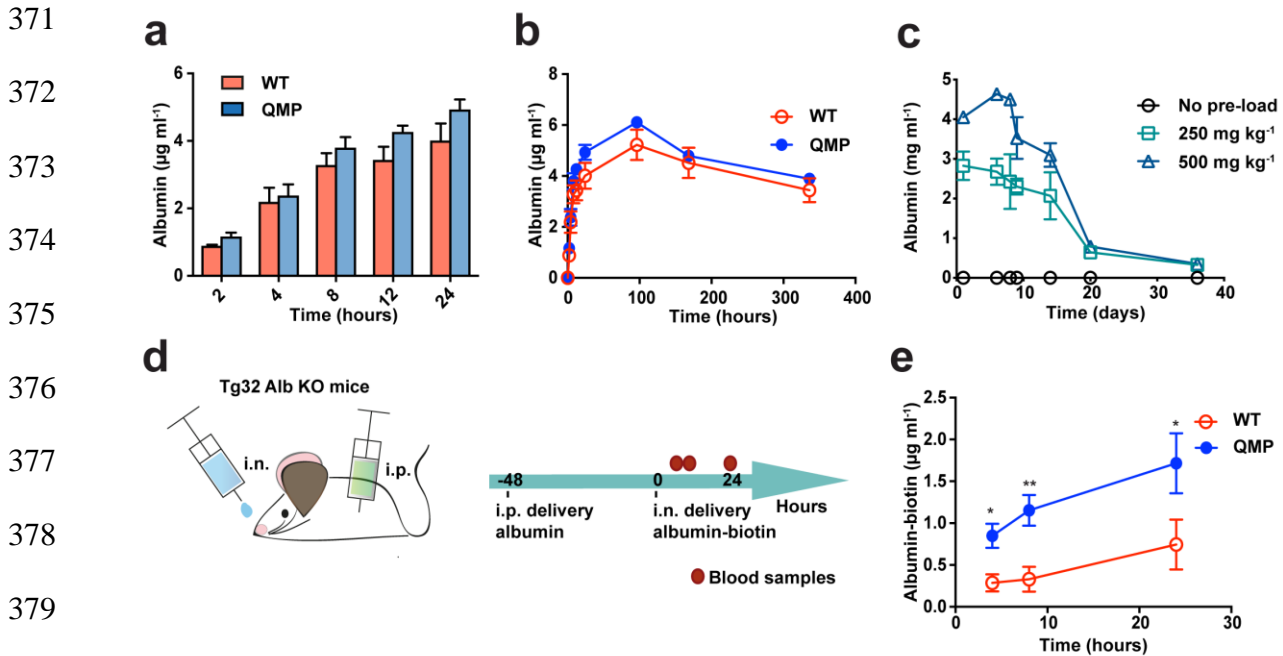 371
372
373
374
375
376
377
378
379
a
Albumin (µg ml⁻¹)
6
4
2
0
WT
QMP
2
4
8
12
24
Time (hours)
b
Albumin (µg ml⁻¹)
8
6
4
2
0
WT
QMP
0
100
200
300
400
Time (hours)
c
Albumin (mg ml⁻¹)
5
4
3
2
1
0
No pre-load
250 mg kg⁻¹
500 mg kg⁻¹
0
10
20
30
40
Time (days)
d
Tg32 Alb KO mice
i.n.
i.p.
-48
0
24
i.p. delivery
albumin
i.n. delivery
albumin-biotin
Hours
Blood samples
e
Albumin-biotin (µg ml⁻¹)
2.5
2.0
1.5
1.0
0.5
0.0
WT
QMP
*
**
*
0
10
20
30
Time (hours)